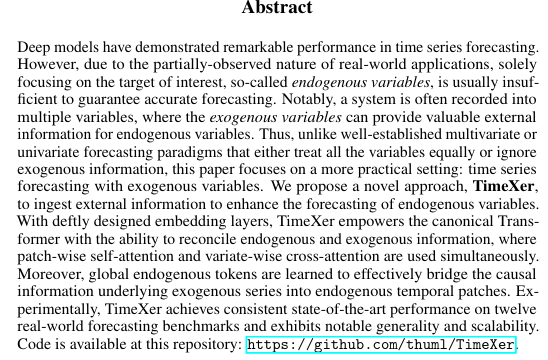 Abstract
Deep models have demonstrated remarkable performance in time series forecasting.
However, due to the partially-observed nature of real-world applications, solely
focusing on the target of interest, so-called endogenous variables, is usually insuf-
ficient to guarantee accurate forecasting. Notably, a system is often recorded into
multiple variables, where the exogenous variables can provide valuable external
information for endogenous variables. Thus, unlike well-established multivariate or
univariate forecasting paradigms that either treat all the variables equally or ignore
exogenous information, this paper focuses on a more practical setting: time series
forecasting with exogenous variables. We propose a novel approach, TimeXer,
to ingest external information to enhance the forecasting of endogenous variables.
With deftly designed embedding layers, TimeXer empowers the canonical Trans-
former with the ability to reconcile endogenous and exogenous information, where
patch-wise self-attention and variate-wise cross-attention are used simultaneously.
Moreover, global endogenous tokens are learned to effectively bridge the causal
information underlying exogenous series into endogenous temporal patches. Ex-
perimentally, TimeXer achieves consistent state-of-the-art performance on twelve
real-world forecasting benchmarks and exhibits notable generality and scalability.
Code is available at this repository: https://github.com/thuml/TimeXer.